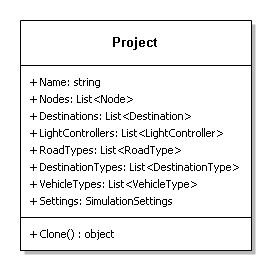 Project
+ Name: string
+ Nodes: List<Node>
+ Destinations: List<Destination>
+ LightControllers: List<LightController>
+ RoadTypes: List<RoadType>
+ DestinationTypes: List<DestinationType>
+ VehicleTypes: List<VehicleType>
+ Settings: SimulationSettings
+ Clone() : object